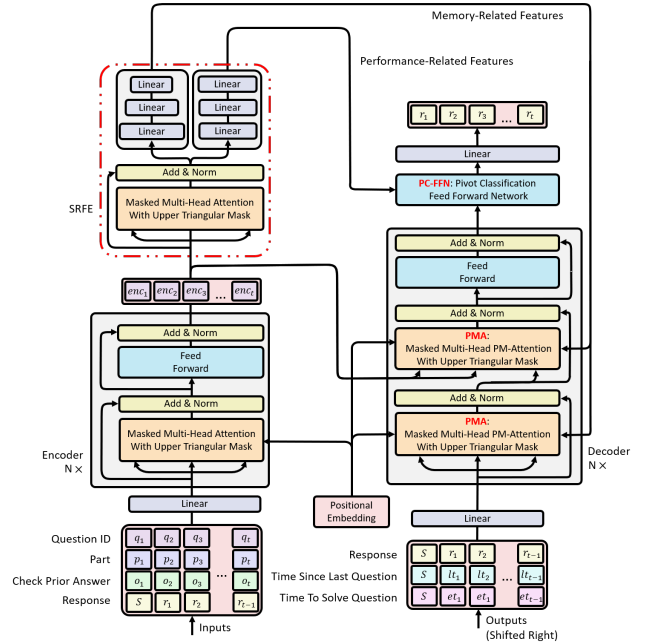 Memory-Related Features
Performance-Related Features
Linear
Linear
Linear
Linear
Linear
Linear
Add & Norm
Masked Multi-Head Attention
With Upper Triangular Mask
SRFE
enc₁ enc₂ enc₃ ... encₜ
Add & Norm
Feed
Forward
Add & Norm
Masked Multi-Head Attention
With Upper Triangular Mask
Encoder
N ×
Linear
Question ID q₁ q₂ q₃ qₜ
Part p₁ p₂ p₃ pₜ
Check Prior Answer o₁ o₂ o₃ ... oₜ
Response S r₁ r₂ rₜ₋₁
Inputs
Positional
Embedding
r₁ r₂ r₃ ... rₜ
Linear
PC-FFN: Pivot Classification
Feed Forward Network
Add & Norm
Feed
Forward
Add & Norm
PMA:
Masked Multi-Head PM-Attention
With Upper Triangular Mask
Add & Norm
PMA:
Masked Multi-Head PM-Attention
With Upper Triangular Mask
Decoder
N ×
Linear
Response S r₁ r₂ rₜ₋₁
Time Since Last Question S lt₁ lt₂ ... ltₜ₋₁
Time To Solve Question S et₁ et₁ etₜ₋₁
Outputs
(Shifted Right)